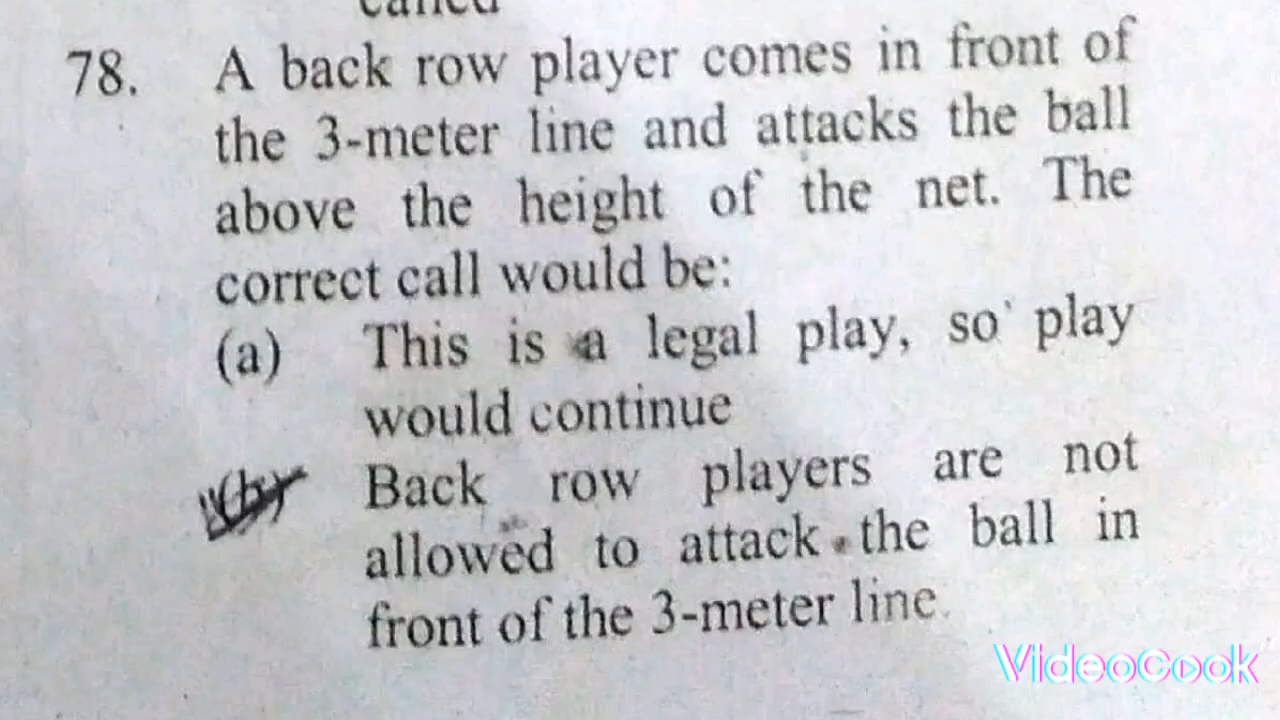 called
78. A back row player comes in front of
the 3-meter line and attacks the ball
above the height of the net. The
correct call would be:
(a) This is a legal play, so play
would continue
(b) Back row players are not
allowed to attack the ball in
front of the 3-meter line.
VideoCook